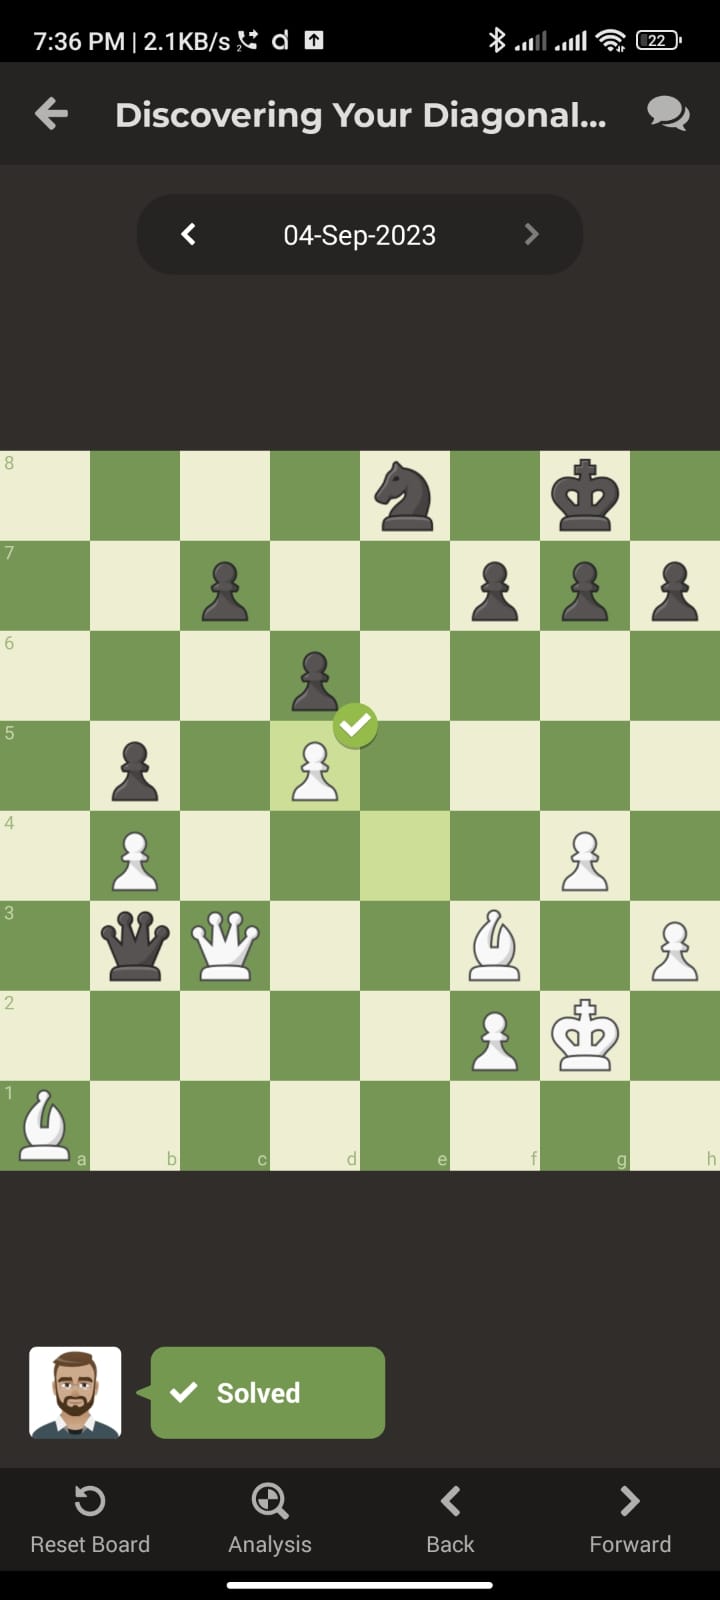 7:36 PM | 2.1KB/s 2 d 22
Discovering Your Diagonal...
04-Sep-2023
8
7
6
5
4
3
2
1
a b c d e f g h
Solved
Reset Board Analysis Back Forward